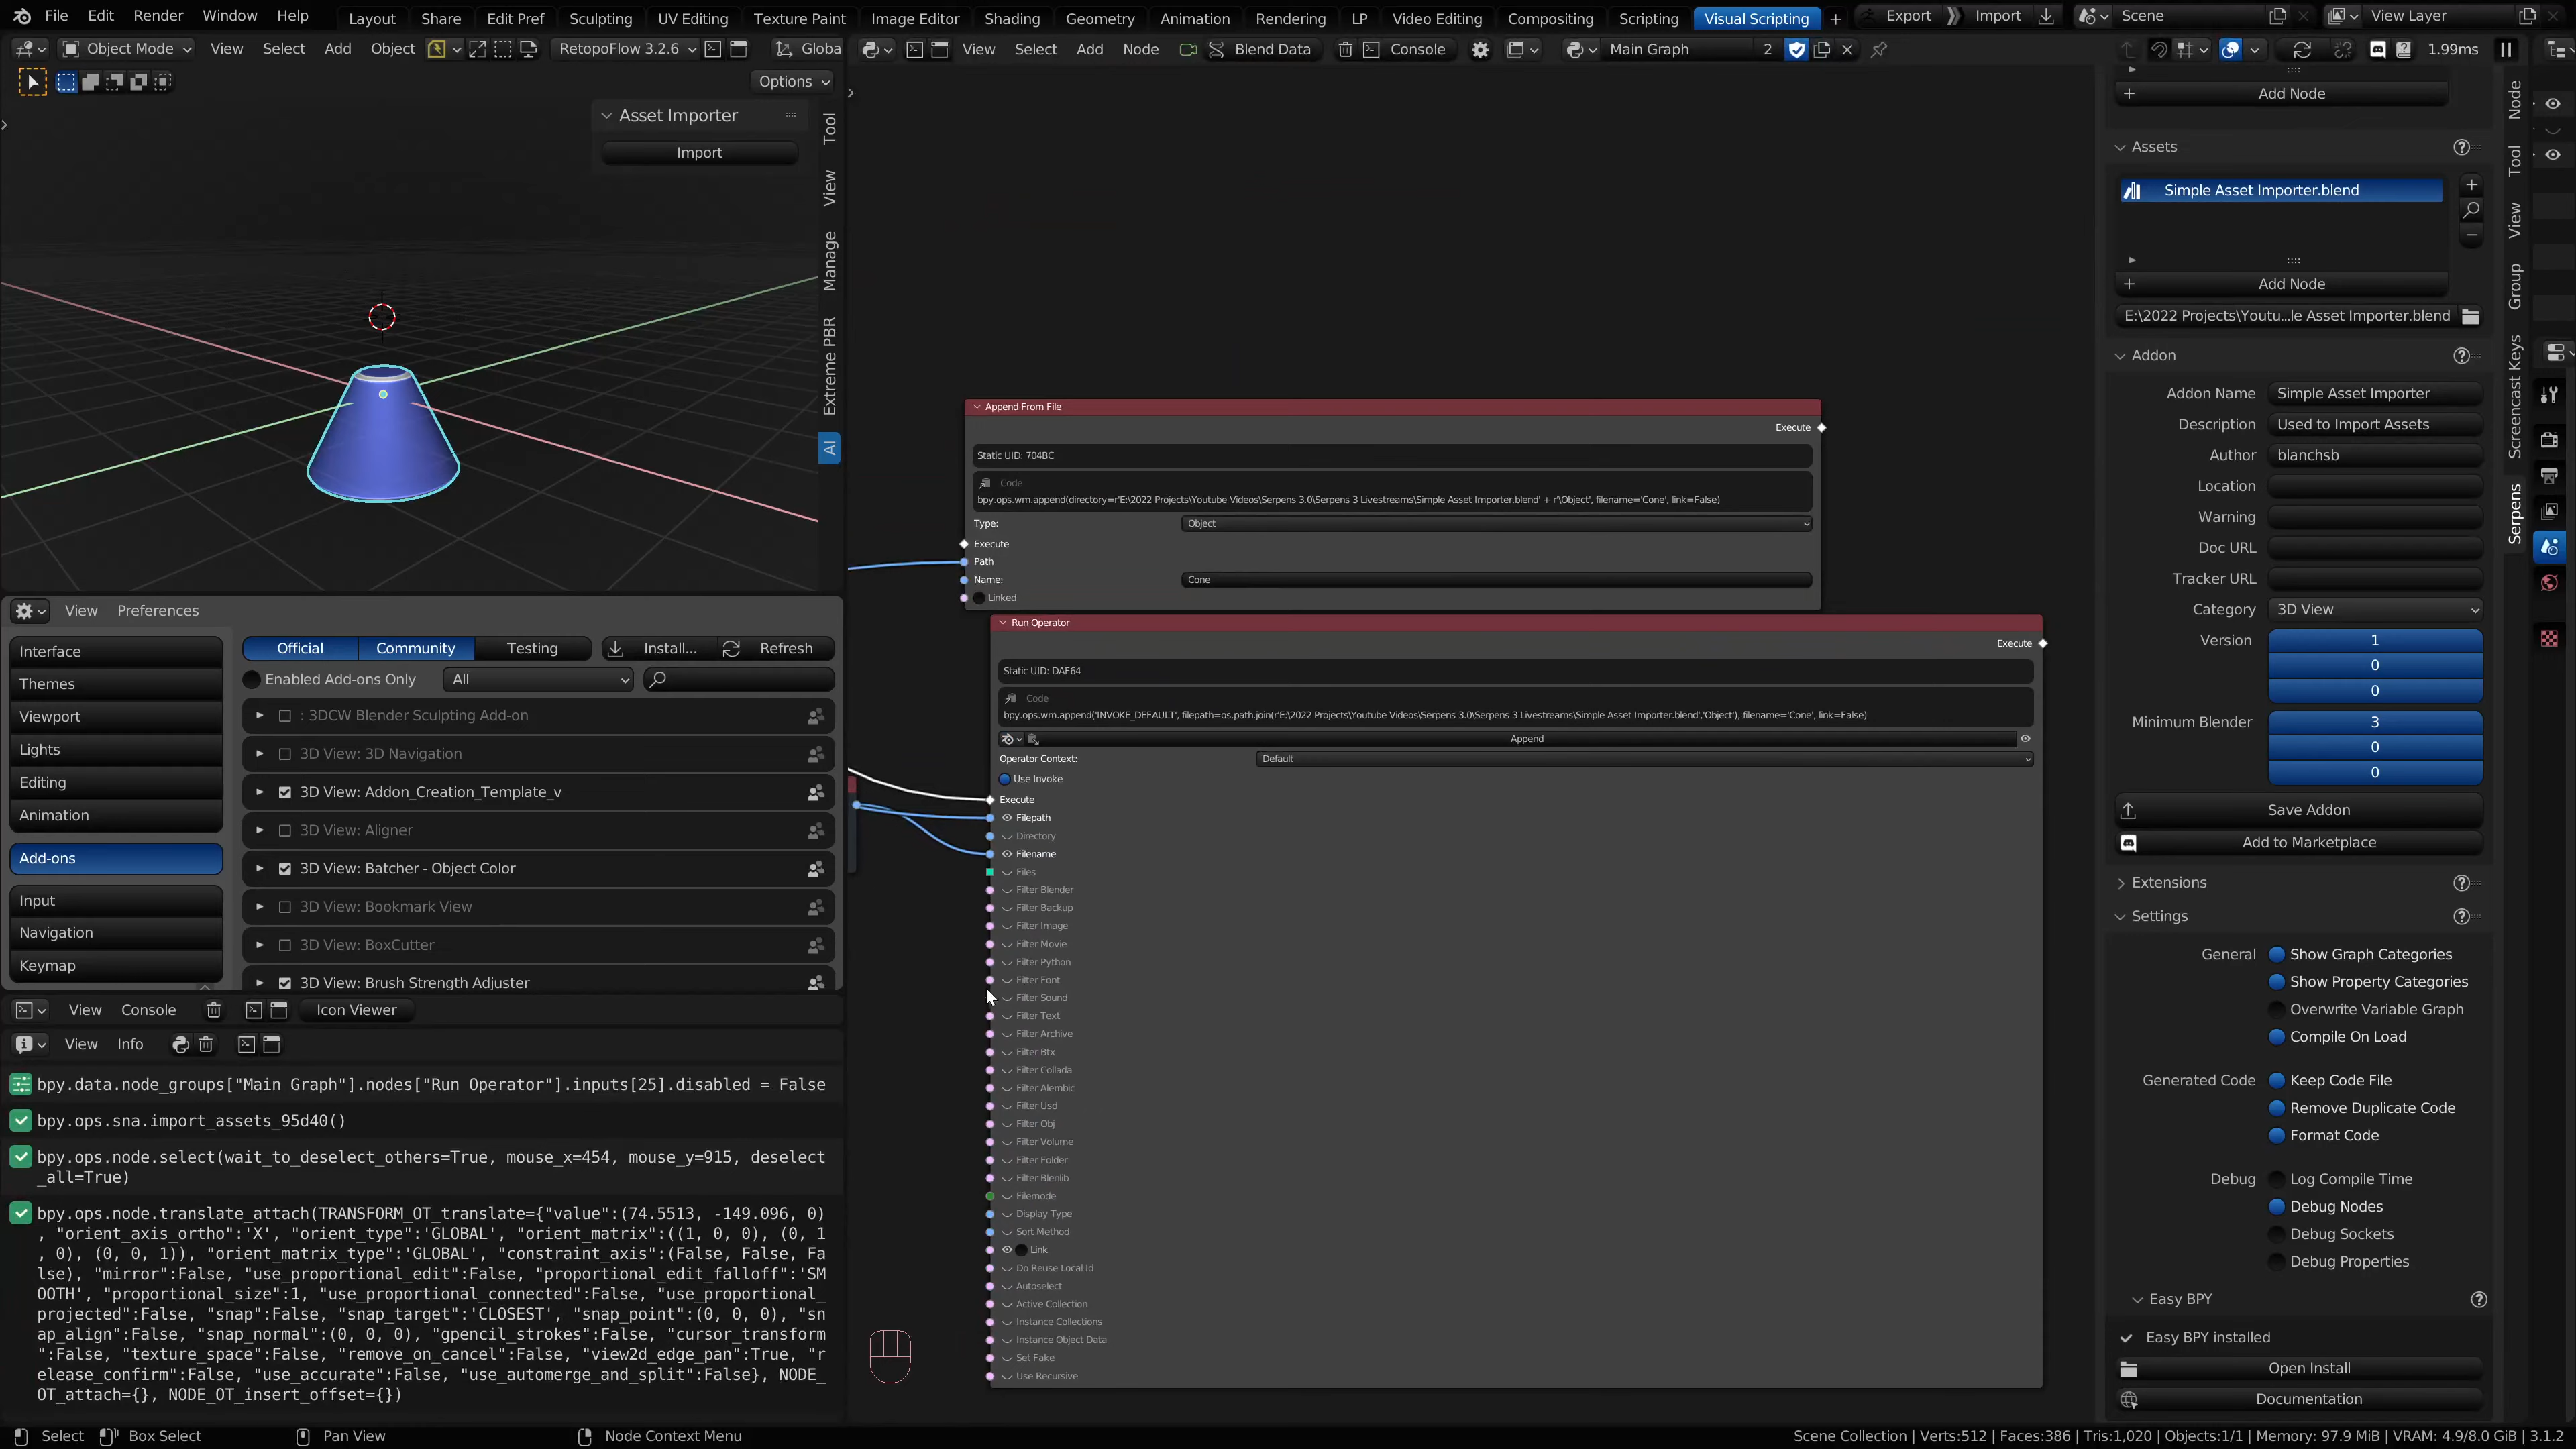 File Edit Render Window Help Layout Share Edit Pref Sculpting UV Editing Texture Paint Image Editor Shading Geometry Animation Rendering LP Video Editing Compositing Scripting Visual Scripting + Export Import Scene View Layer
Object Mode View Select Add Object RetopoFlow 3.2.6 Globa
Options
Asset Importer
Import
Tool
View
Manage
Extreme PBR
AI
View Select Add Node Blend Data Console Main Graph 2 1.99ms
Append From File
Execute
Static UID: 704BC
Code
bpy.ops.wm.append(directory=r'E:\2022 Projects\Youtube Videos\Serpens 3.0\Serpens 3 Livestreams\Simple Asset Importer.blend' + r'\Object', filename='Cone', link=False)
Type: Object
Execute
Path
Name: Cone
Linked
Run Operator
Execute
Static UID: DAF64
Code
bpy.ops.wm.append('INVOKE_DEFAULT', filepath=os.path.join(r'E:\2022 Projects\Youtube Videos\Serpens 3.0\Serpens 3 Livestreams\Simple Asset Importer.blend','Object'), filename='Cone', link=False)
Append
Operator Context: Default
Use Invoke
Execute
Filepath
Directory
Filename
Files
Filter Blender
Filter Backup
Filter Image
Filter Movie
Filter Python
Filter Font
Filter Sound
Filter Text
Filter Archive
Filter Btx
Filter Collada
Filter Alembic
Filter Usd
Filter Obj
Filter Volume
Filter Folder
Filter Blenlib
Filemode
Display Type
Sort Method
Link
Do Reuse Local Id
Autoselect
Active Collection
Instance Collections
Instance Object Data
Set Fake
Use Recursive
View Preferences
Interface
Themes
Viewport
Lights
Editing
Animation
Add-ons
Input
Navigation
Keymap
Official Community Testing Install... Refresh
Enabled Add-ons Only All
: 3DCW Blender Sculpting Add-on
3D View: 3D Navigation
3D View: Addon_Creation_Template_v
3D View: Aligner
3D View: Batcher - Object Color
3D View: Bookmark View
3D View: BoxCutter
3D View: Brush Strength Adjuster
View Console Icon Viewer
View Info
bpy.data.node_groups["Main Graph"].nodes["Run Operator"].inputs[25].disabled = False
bpy.ops.sna.import_assets_95d40()
bpy.ops.node.select(wait_to_deselect_others=True, mouse_x=454, mouse_y=915, deselect
_all=True)
bpy.ops.node.translate_attach(TRANSFORM_OT_translate={"value":(74.5513, -149.096, 0)
, "orient_axis_ortho":'X', "orient_type":'GLOBAL', "orient_matrix":((1, 0, 0), (0, 1
, 0), (0, 0, 1)), "orient_matrix_type":'GLOBAL', "constraint_axis":(False, False, Fa
lse), "mirror":False, "use_proportional_edit":False, "proportional_edit_falloff":'SM
OOTH', "proportional_size":1, "use_proportional_connected":False, "use_proportional_
projected":False, "snap":False, "snap_target":'CLOSEST', "snap_point":(0, 0, 0), "sn
ap_align":False, "snap_normal":(0, 0, 0), "gpencil_strokes":False, "cursor_transform
":False, "texture_space":False, "remove_on_cancel":False, "view2d_edge_pan":True, "r
elease_confirm":False, "use_accurate":False, "use_automerge_and_split":False}, NODE_
OT_attach={}, NODE_OT_insert_offset={})
Add Node
Assets
Simple Asset Importer.blend
Add Node
E:\2022 Projects\Youtu...le Asset Importer.blend
Addon
Addon Name Simple Asset Importer
Description Used to Import Assets
Author blanchsb
Location
Warning
Doc URL
Tracker URL
Category 3D View
Version 1
0
0
Minimum Blender 3
0
0
Save Addon
Add to Marketplace
Extensions
Settings
General Show Graph Categories
Show Property Categories
Overwrite Variable Graph
Compile On Load
Generated Code Keep Code File
Remove Duplicate Code
Format Code
Debug Log Compile Time
Debug Nodes
Debug Sockets
Debug Properties
Easy BPY
Easy BPY installed
Open Install
Documentation
Node
Tool
View
Group
Screencast Keys
Serpens
Select Box Select Pan View Node Context Menu Scene Collection | Verts:512 | Faces:386 | Tris:1,020 | Objects:1/1 | Memory: 97.9 MiB | VRAM: 4.9/8.0 GiB | 3.1.2